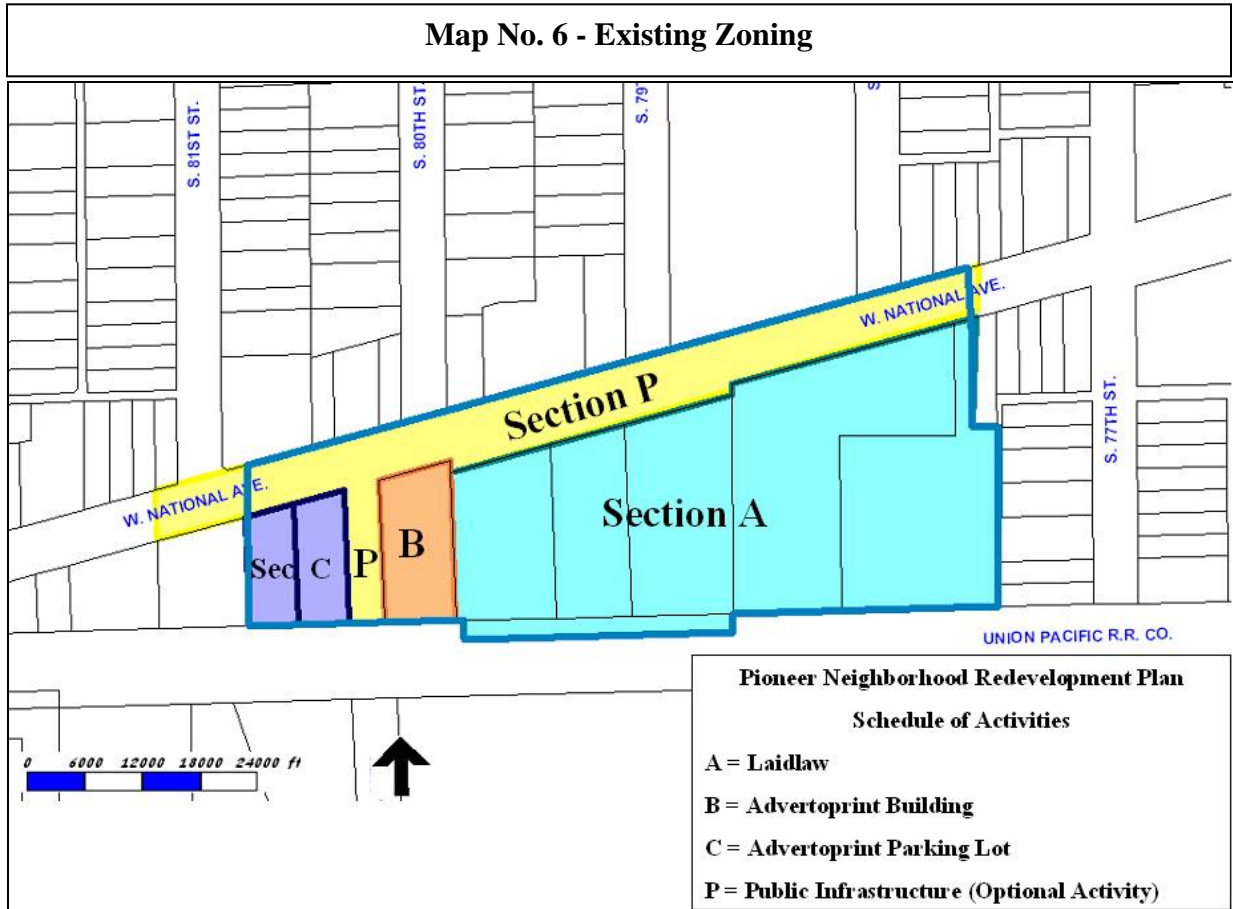 Map No. 6 - Existing Zoning
S. 81ST ST.
S. 80TH ST.
S. 79T
S.
W. NATIONAL AVE.
Section P
W. NATIONAL AVE.
S. 77TH ST.
Sec C P B Section A
UNION PACIFIC R.R. CO.
0 6000 12000 18000 24000 ft
Pioneer Neighborhood Redevelopment Plan
Schedule of Activities
A = Laidlaw
B = Advertoprint Building
C = Advertoprint Parking Lot
P = Public Infrastructure (Optional Activity)